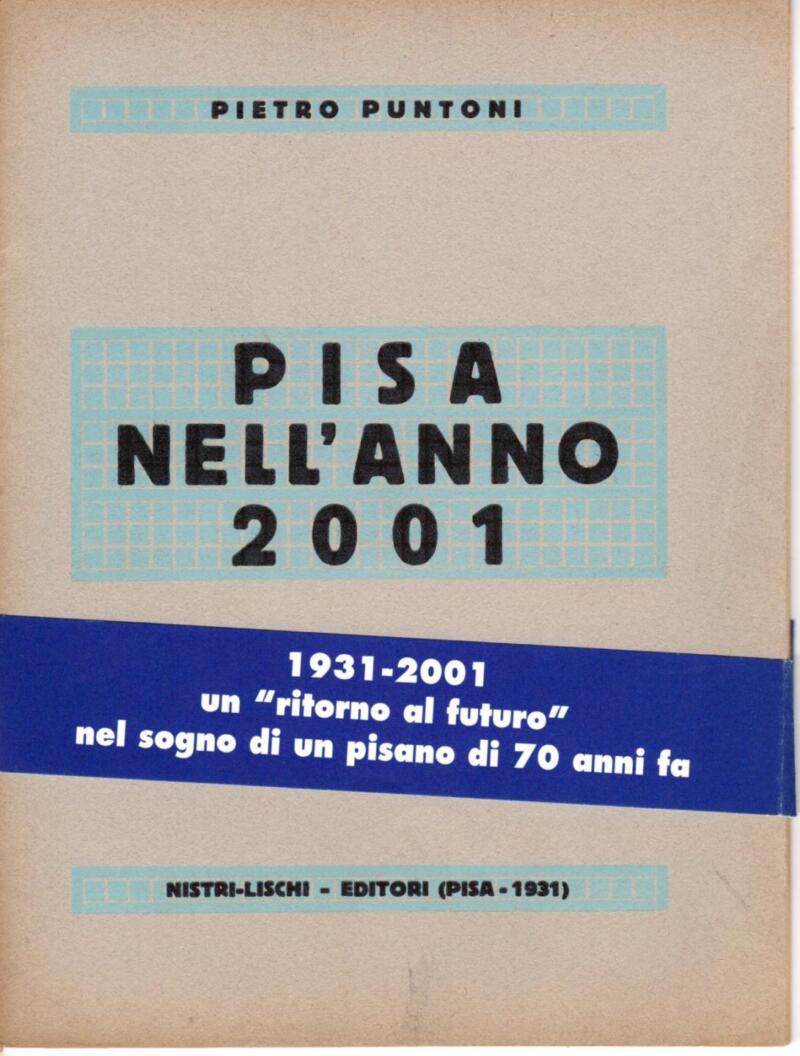 PIETRO PUNTONI
PISA
NELL'ANNO
2001
1931-2001
un "ritorno al futuro"
nel sogno di un pisano di 70 anni fa
NISTRI-LISCHI - EDITORI (PISA - 1931)